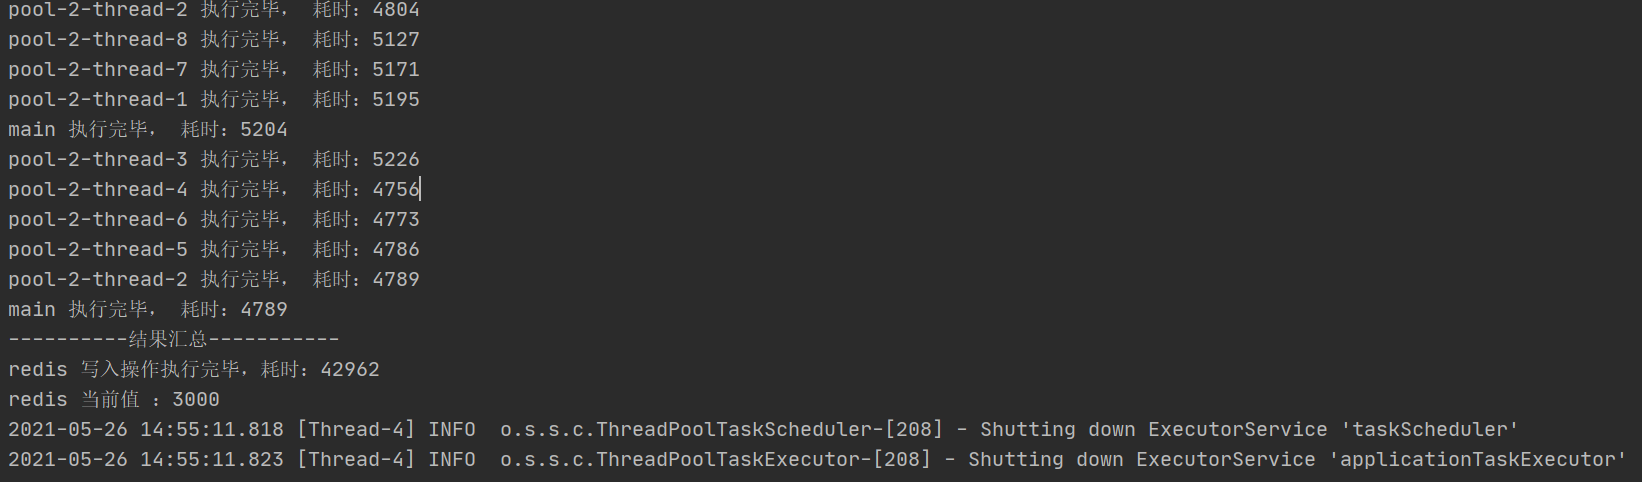 pool-2-thread-2 执行完毕， 耗时：4804
pool-2-thread-8 执行完毕， 耗时：5127
pool-2-thread-7 执行完毕， 耗时：5171
pool-2-thread-1 执行完毕， 耗时：5195
main 执行完毕， 耗时：5204
pool-2-thread-3 执行完毕， 耗时：5226
pool-2-thread-4 执行完毕， 耗时：4756
pool-2-thread-6 执行完毕， 耗时：4773
pool-2-thread-5 执行完毕， 耗时：4786
pool-2-thread-2 执行完毕， 耗时：4789
main 执行完毕， 耗时：4789
----------结果汇总-----------
redis 写入操作执行完毕，耗时：42962
redis 当前值 ：3000
2021-05-26 14:55:11.818 [Thread-4] INFO  o.s.s.c.ThreadPoolTaskScheduler-[208] - Shutting down ExecutorService 'taskScheduler'
2021-05-26 14:55:11.823 [Thread-4] INFO  o.s.s.c.ThreadPoolTaskExecutor-[208] - Shutting down ExecutorService 'applicationTaskExecutor'